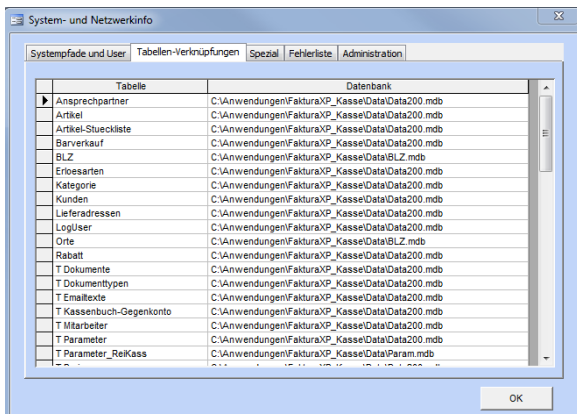 System- und Netzwerkinfo
Systempfade und User Tabellen-Verknüpfungen Spezial Fehlerliste Administration
Tabelle Datenbank
Ansprechpartner C:\Anwendungen\FakturaXP_Kasse\Data\Data200.mdb
Artikel C:\Anwendungen\FakturaXP_Kasse\Data\Data200.mdb
Artikel-Stueckliste C:\Anwendungen\FakturaXP_Kasse\Data\Data200.mdb
Barverkauf C:\Anwendungen\FakturaXP_Kasse\Data\Data200.mdb
BLZ C:\Anwendungen\FakturaXP_Kasse\Data\BLZ.mdb
Erloesarten C:\Anwendungen\FakturaXP_Kasse\Data\Data200.mdb
Kategorie C:\Anwendungen\FakturaXP_Kasse\Data\Data200.mdb
Kunden C:\Anwendungen\FakturaXP_Kasse\Data\Data200.mdb
Lieferadressen C:\Anwendungen\FakturaXP_Kasse\Data\Data200.mdb
LogUser C:\Anwendungen\FakturaXP_Kasse\Data\Data200.mdb
Orte C:\Anwendungen\FakturaXP_Kasse\Data\BLZ.mdb
Rabatt C:\Anwendungen\FakturaXP_Kasse\Data\Data200.mdb
T Dokumente C:\Anwendungen\FakturaXP_Kasse\Data\Data200.mdb
T Dokumenttypen C:\Anwendungen\FakturaXP_Kasse\Data\Data200.mdb
T Emailtexte C:\Anwendungen\FakturaXP_Kasse\Data\Data200.mdb
T Kassenbuch-Gegenkonto C:\Anwendungen\FakturaXP_Kasse\Data\Data200.mdb
T Mitarbeiter C:\Anwendungen\FakturaXP_Kasse\Data\Data200.mdb
T Parameter C:\Anwendungen\FakturaXP_Kasse\Data\Data200.mdb
T Parameter_ReiKass C:\Anwendungen\FakturaXP_Kasse\Data\Param.mdb
OK